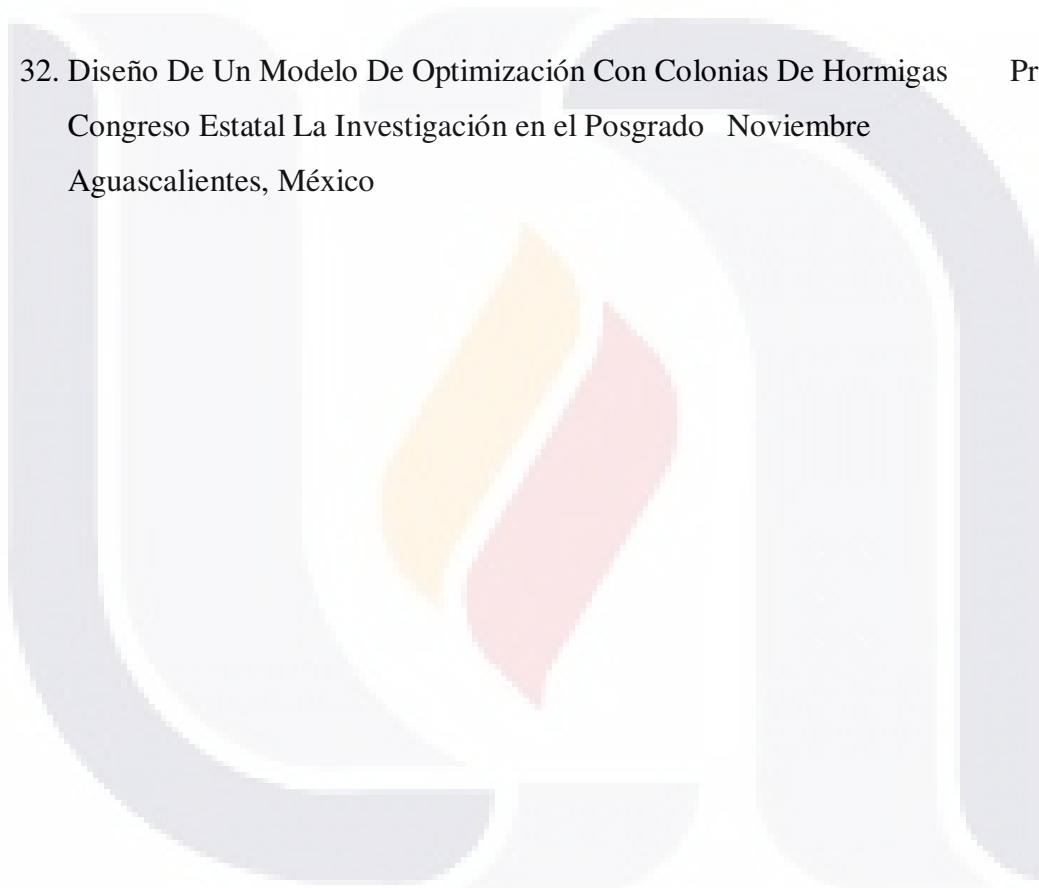 32. Diseño De Un Modelo De Optimización Con Colonias De Hormigas Pr
Congreso Estatal La Investigación en el Posgrado Noviembre
Aguascalientes, México